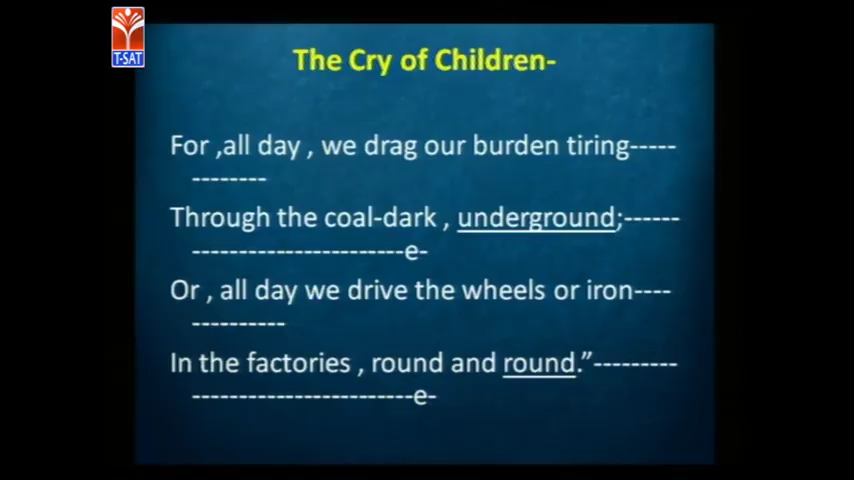 T-SAT
The Cry of Children-
For ,all day , we drag our burden tiring-----
--------
Through the coal-dark , underground;------
-----------------------e-
Or , all day we drive the wheels or iron----
----------
In the factories , round and round.”---------
------------------------e-